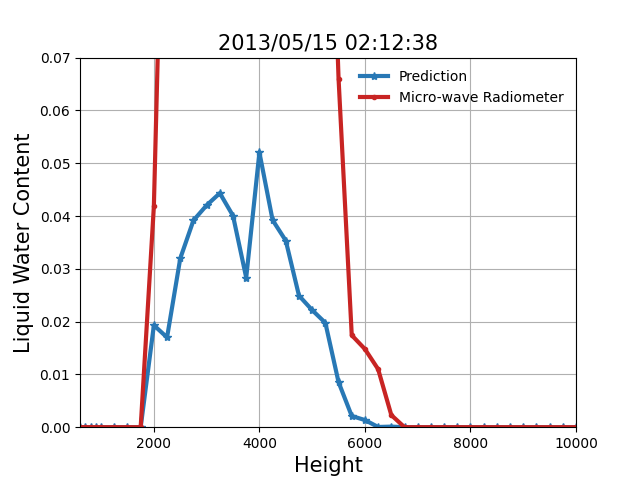 2013/05/15 02:12:38
Liquid Water Content
0.07
0.06
0.05
0.04
0.03
0.02
0.01
0.00
Prediction
Micro-wave Radiometer
2000 4000 6000 8000 10000
Height